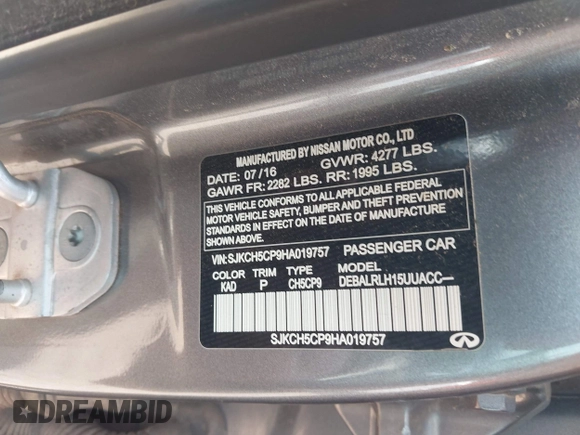 MANUFACTURED BY NISSAN MOTOR CO., LTD
DATE: 07/16 GVWR: 4277 LBS.
GAWR FR: 2282 LBS. RR: 1995 LBS.
THIS VEHICLE CONFORMS TO ALL APPLICABLE FEDERAL
MOTOR VEHICLE SAFETY, BUMPER AND THEFT PREVENTION
STANDARDS IN EFFECT ON THE DATE OF MANUFACTURE
SHOWN ABOVE.
VIN: SJKCH5CP9HA019757 PASSENGER CAR
COLOR TRIM TYPE MODEL
KAD P CH5CP9 DEBALRLH15UUACC—
SJKCH5CP9HA019757
DREAMBID